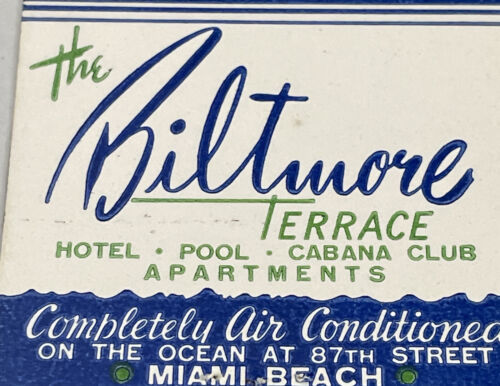 The
Biltmore
TERRACE
HOTEL · POOL · CABANA CLUB
APARTMENTS
Completely Air Conditioned
ON THE OCEAN AT 87TH STREET
• MIAMI BEACH •